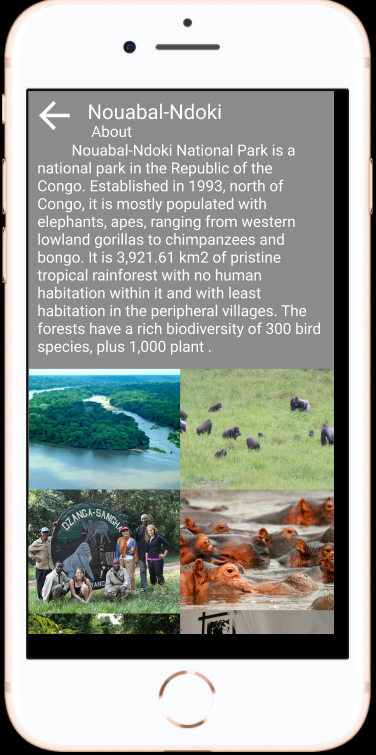 Nouabal-Ndoki
About
Nouabal-Ndoki National Park is a
national park in the Republic of the
Congo. Established in 1993, north of
Congo, it is mostly populated with
elephants, apes, ranging from western
lowland gorillas to chimpanzees and
bongo. It is 3,921.61 km2 of pristine
tropical rainforest with no human
habitation within it and with least
habitation in the peripheral villages. The
forests have a rich biodiversity of 300 bird
species, plus 1,000 plant .
DZANGA-SANGHA